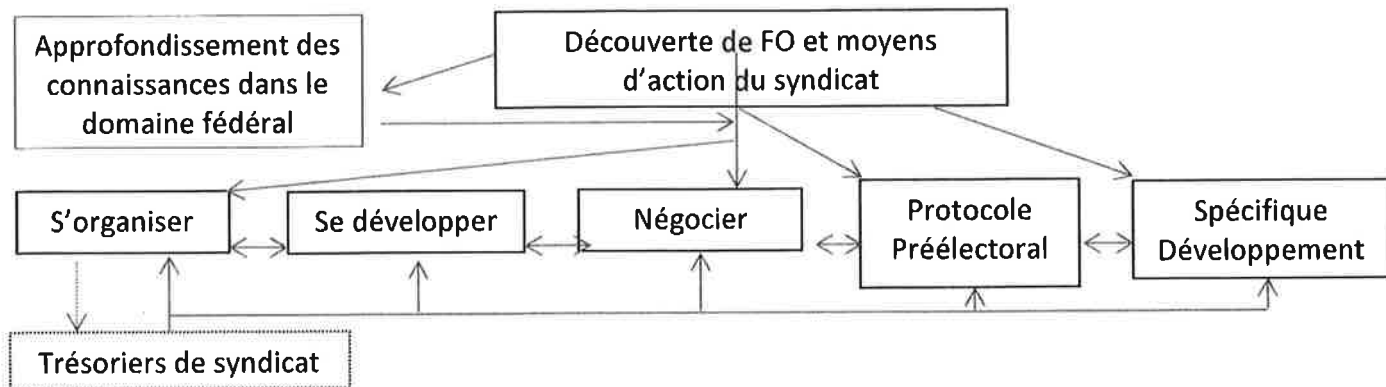 Approfondissement des
connaissances dans le
domaine fédéral
Découverte de FO et moyens
d'action du syndicat
S'organiser
Se développer
Négocier
Protocole
Préélectoral
Spécifique
Développement
Trésoriers de syndicat